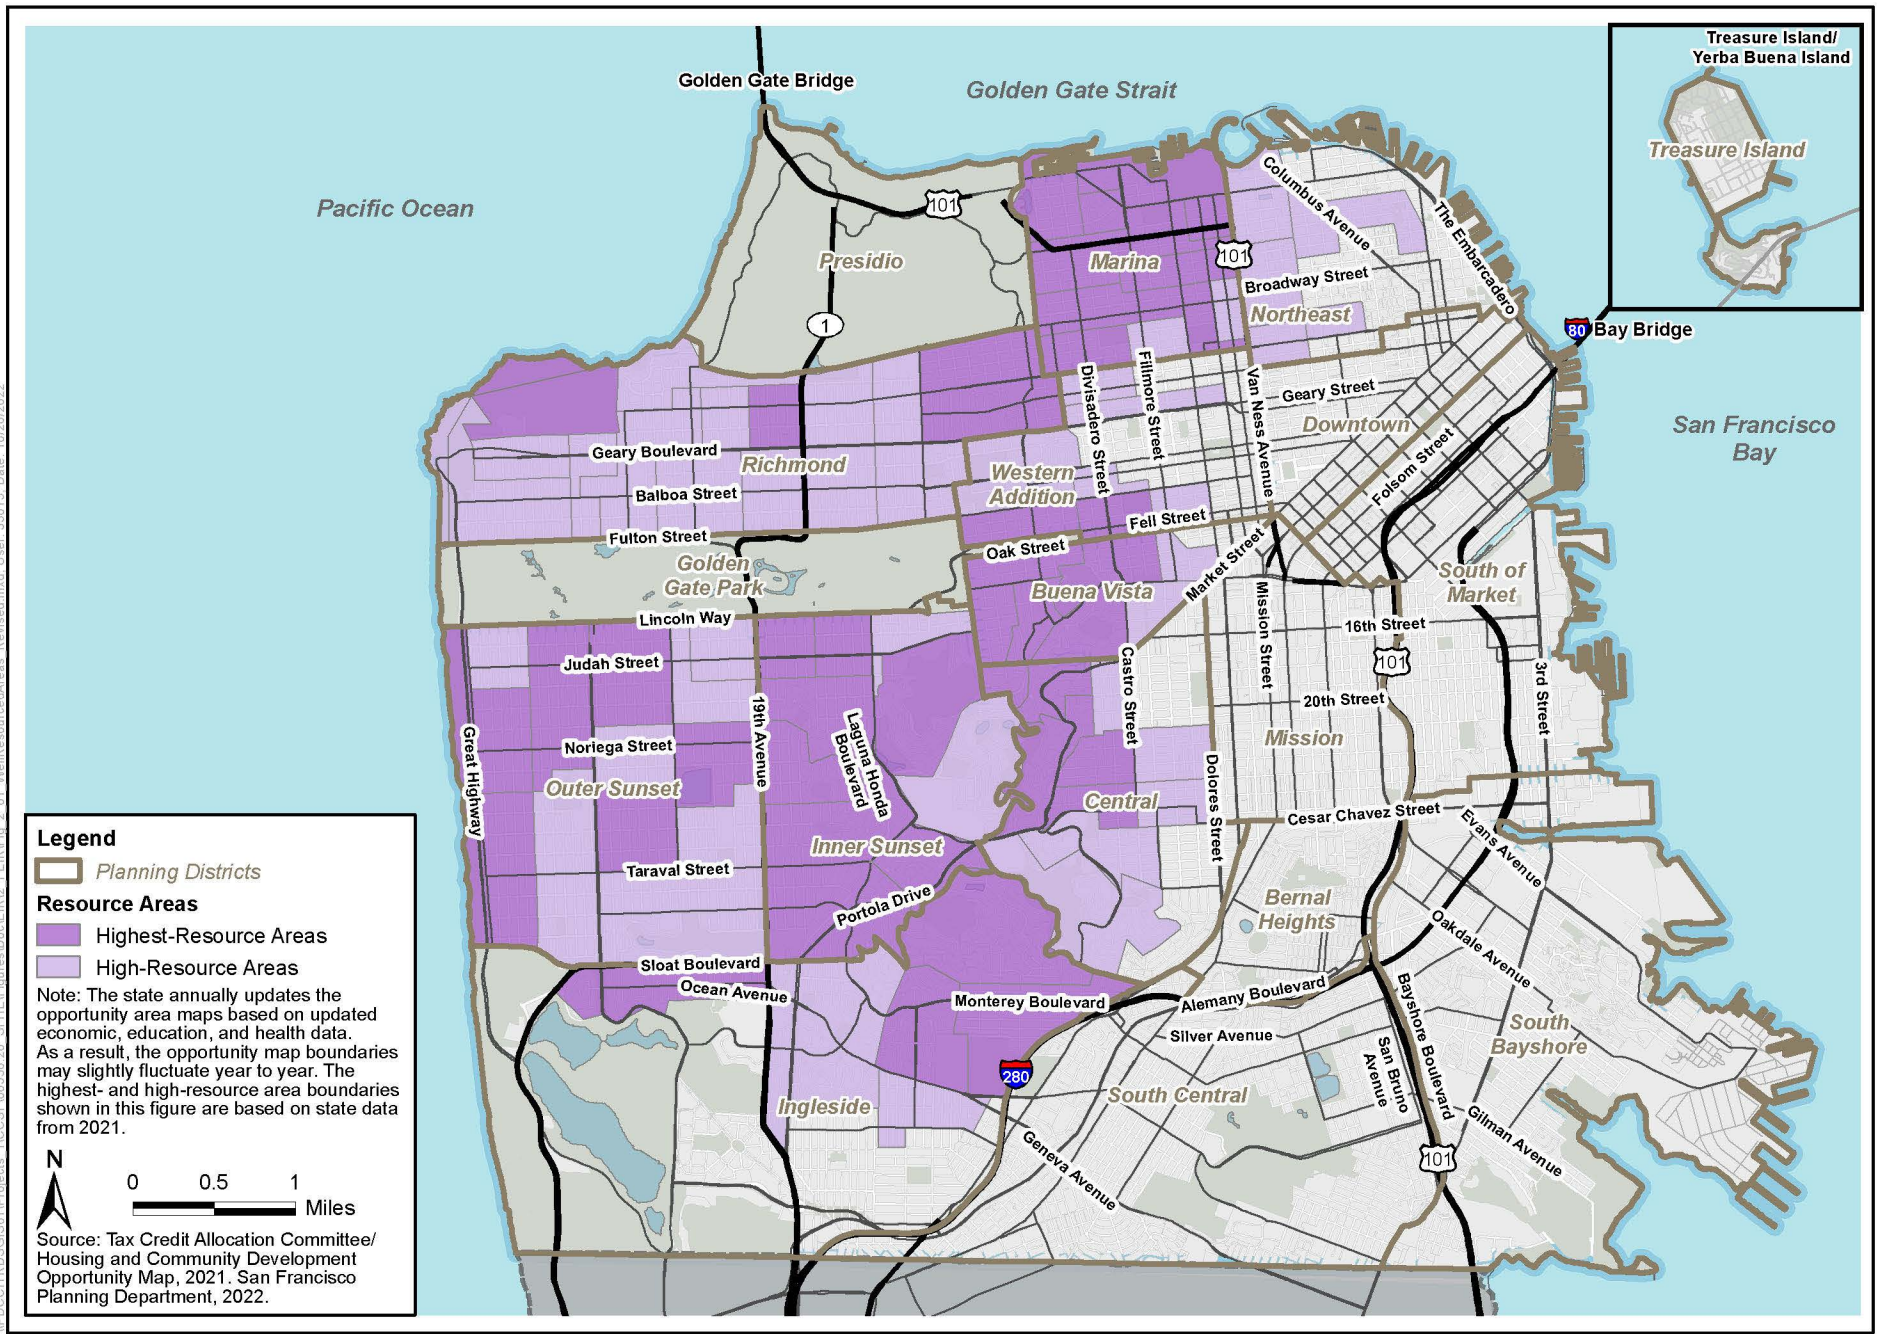 Golden Gate Bridge
Golden Gate Strait
Treasure Island/
Yerba Buena Island
Treasure Island
Pacific Ocean
101
Columbus Avenue
The Embarcadero
Presidio
Marina
101
Broadway Street
Northeast
1
80
Bay Bridge
Divisadero Street
Fillmore Street
Van Ness Avenue
Geary Street
Downtown
San Francisco
Bay
Geary Boulevard
Richmond
Western
Addition
Folsom Street
Balboa Street
Fulton Street
Fell Street
Oak Street
Market Street
Golden
Gate Park
Buena Vista
South of
Market
Lincoln Way
Mission Street
16th Street
Judah Street
Castro Street
101
3rd Street
20th Street
19th Avenue
Great Highway
Noriega Street
Laguna Honda
Boulevard
Mission
Outer Sunset
Dolores Street
Central
Cesar Chavez Street
Evans Avenue
Inner Sunset
Taraval Street
Portola Drive
Bernal
Heights
Oakdale Avenue
Sloat Boulevard
Ocean Avenue
Monterey Boulevard
Alemany Boulevard
Bayshore Boulevard
Silver Avenue
South
Bayshore
San Bruno
Avenue
280
South Central
Ingleside
Gilman Avenue
Geneva Avenue
101
Legend
Planning Districts
Resource Areas
Highest-Resource Areas
High-Resource Areas
Note: The state annually updates the
opportunity area maps based on updated
economic, education, and health data.
As a result, the opportunity map boundaries
may slightly fluctuate year to year. The
highest- and high-resource area boundaries
shown in this figure are based on state data
from 2021.
N
0 0.5 1
Miles
Source: Tax Credit Allocation Committee/
Housing and Community Development
Opportunity Map, 2021. San Francisco
Planning Department, 2022.